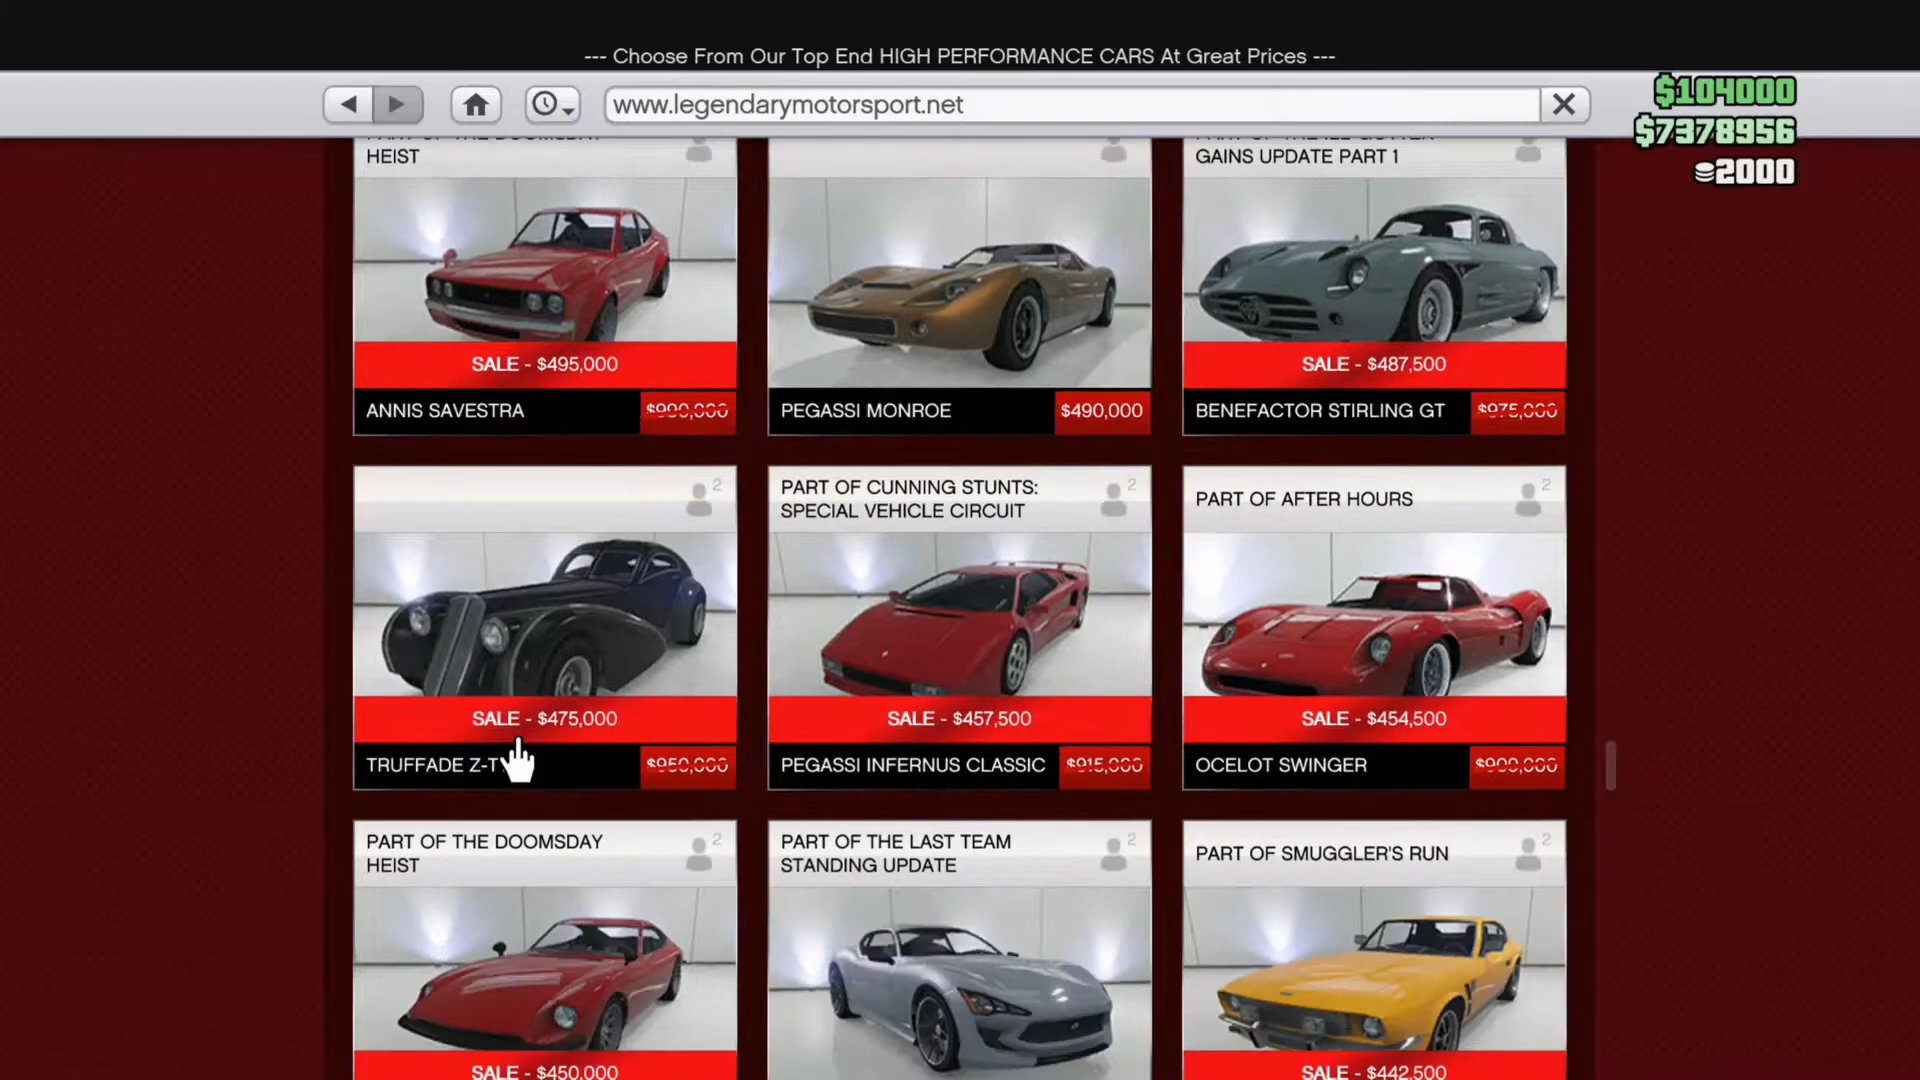 --- Choose From Our Top End HIGH PERFORMANCE CARS At Great Prices ---
www.legendarymotorsport.net
$104000
$7378956
2000
PART OF THE DOOMSDAY
HEIST
SALE - $495,000
ANNIS SAVESTRA
$990,000
PEGASSI MONROE
$490,000
GAINS UPDATE PART 1
SALE - $487,500
BENEFACTOR STIRLING GT
$975,000
2
SALE - $475,000
TRUFFADE Z-T
$950,000
PART OF CUNNING STUNTS:
SPECIAL VEHICLE CIRCUIT
2
SALE - $457,500
PEGASSI INFERNUS CLASSIC
$915,000
PART OF AFTER HOURS
2
SALE - $454,500
OCELOT SWINGER
PART OF THE DOOMSDAY
HEIST
2
SALE - $450,000
PART OF THE LAST TEAM
STANDING UPDATE
2
PART OF SMUGGLER'S RUN
2
SALE - $442,500